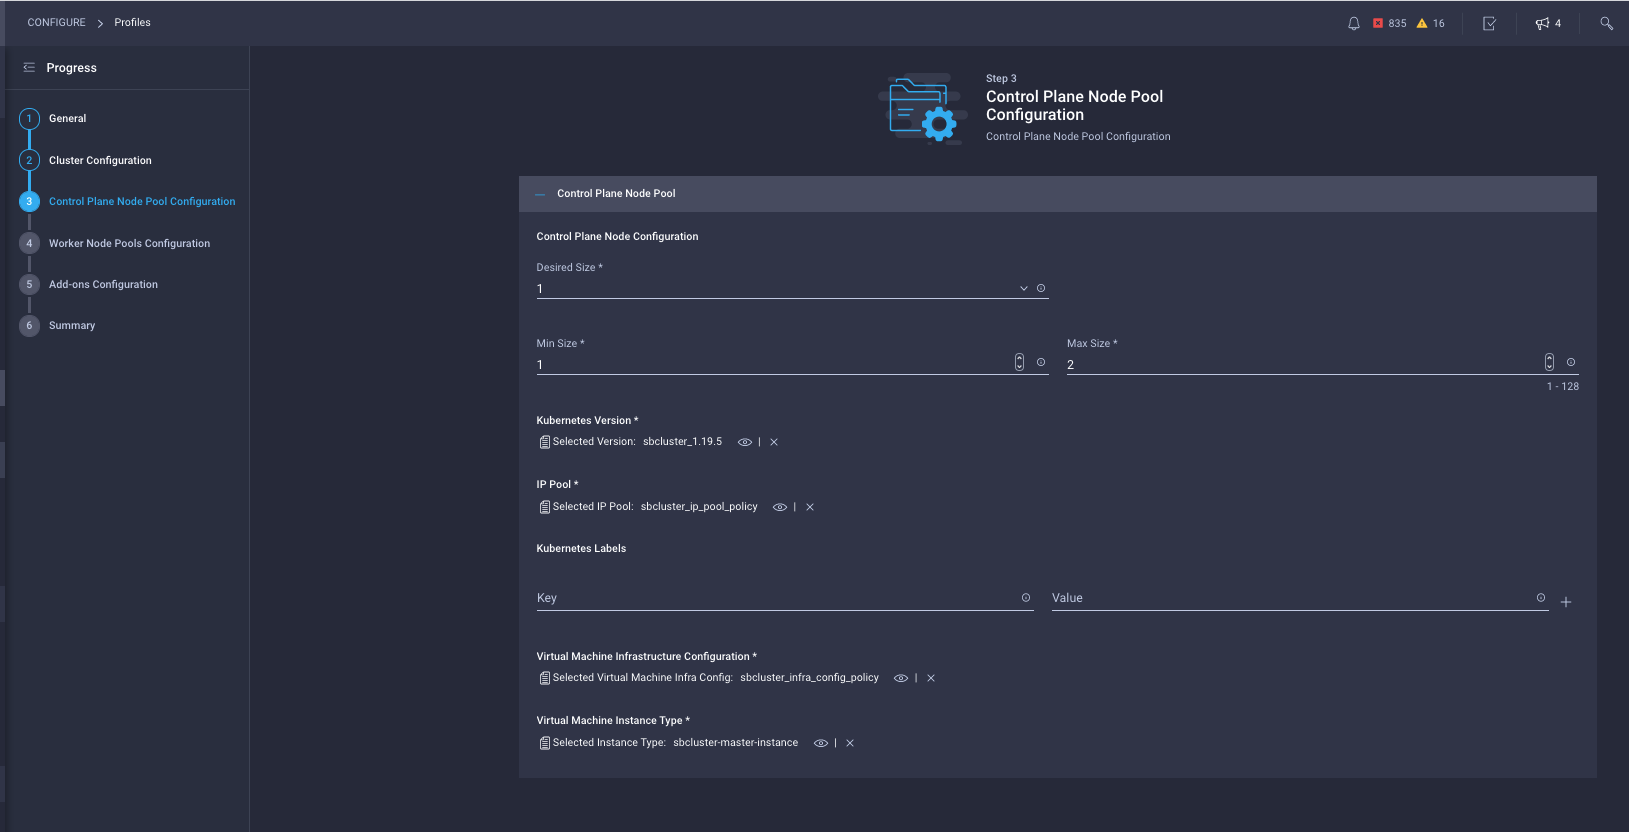 CONFIGURE > Profiles
835 16 4
Progress
1 General
2 Cluster Configuration
3 Control Plane Node Pool Configuration
4 Worker Node Pools Configuration
5 Add-ons Configuration
6 Summary
Step 3
Control Plane Node Pool
Configuration
Control Plane Node Pool Configuration
Control Plane Node Pool
Control Plane Node Configuration
Desired Size *
1
Min Size * Max Size *
1 2
1 - 128
Kubernetes Version *
Selected Version: sbcluster_1.19.5 |
IP Pool *
Selected IP Pool: sbcluster_ip_pool_policy |
Kubernetes Labels
Key Value
Virtual Machine Infrastructure Configuration *
Selected Virtual Machine Infra Config: sbcluster_infra_config_policy |
Virtual Machine Instance Type *
Selected Instance Type: sbcluster-master-instance |